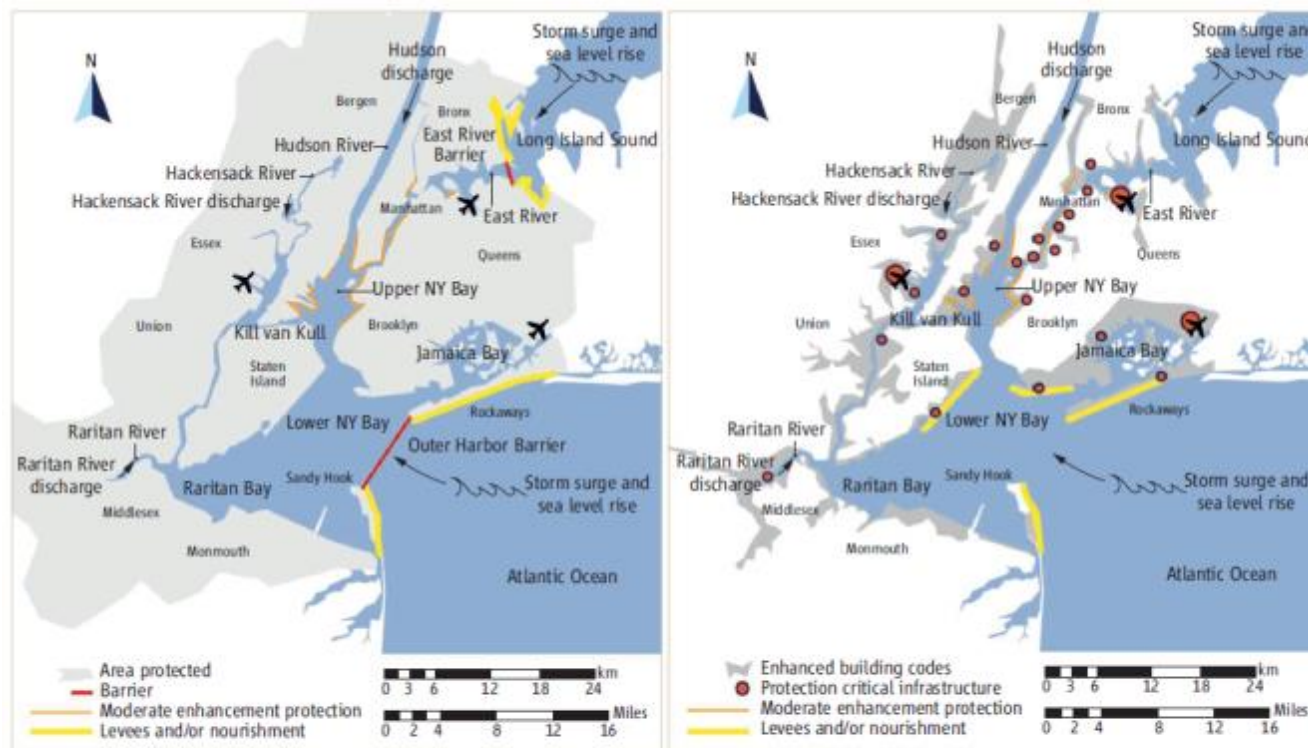 Storm surge and
sea level rise
Hudson
discharge
N
Bergen
Bronx
East River
Barrier
Long Island Sound
Hudson River
Hackensack River
Hackensack River discharge
Manhattan
East River
Essex
Queens
Upper NY Bay
Union
Kill van Kull
Brooklyn
Jamaica Bay
Staten
Island
Rockaways
Lower NY Bay
Outer Harbor Barrier
Raritan River
Raritan River
discharge
Raritan Bay
Sandy Hook
Storm surge and
sea level rise
Middlesex
Monmouth
Atlantic Ocean
Area protected
Barrier
Moderate enhancement protection
Levees and/or nourishment
km
0 3 6 12 18 24
Miles
0 2 4 8 12 16
Storm surge and
sea level rise
Hudson
discharge
N
Bergen
Bronx
Hudson River
Long Island Sound
Hackensack River
Hackensack River discharge
Manhattan
East River
Essex
Queens
Upper NY Bay
Union
Kill van Kull
Brooklyn
Jamaica Bay
Staten
Island
Rockaways
Lower NY Bay
Raritan River
Raritan River
discharge
Raritan Bay
Sandy Hook
Storm surge and
sea level rise
Middlesex
Monmouth
Atlantic Ocean
Enhanced building codes
Protection critical infrastructure
Moderate enhancement protection
Levees and/or nourishment
km
0 3 6 12 18 24
Miles
0 2 4 8 12 16